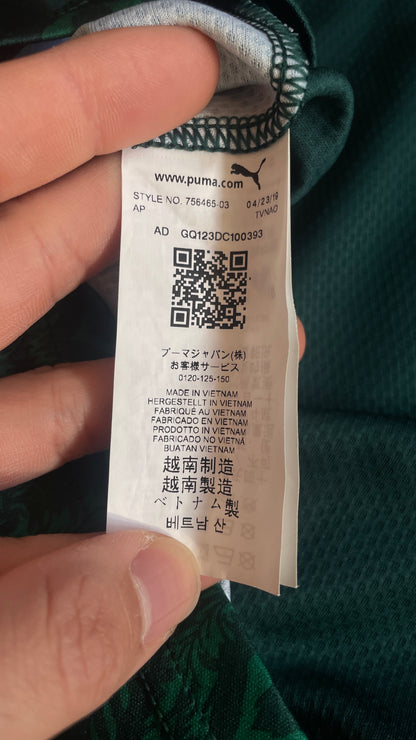 www.puma.com
STYLE NO. 756465-03 04/23/19
AP TVNAO
AD GQ123DC100393
プーマジャパン(株)
お客様サービス
0120-125-150
MADE IN VIETNAM
HERGESTELLT IN VIETNAM
FABRIQUÉ AU VIETNAM
FABRICADO EN VIETNAM
PRODOTTO IN VIETNAM
FABRICADO NO VIETNÃ
BUATAN VIETNAM
越南制造
越南製造
ベトナム製
베트남 산